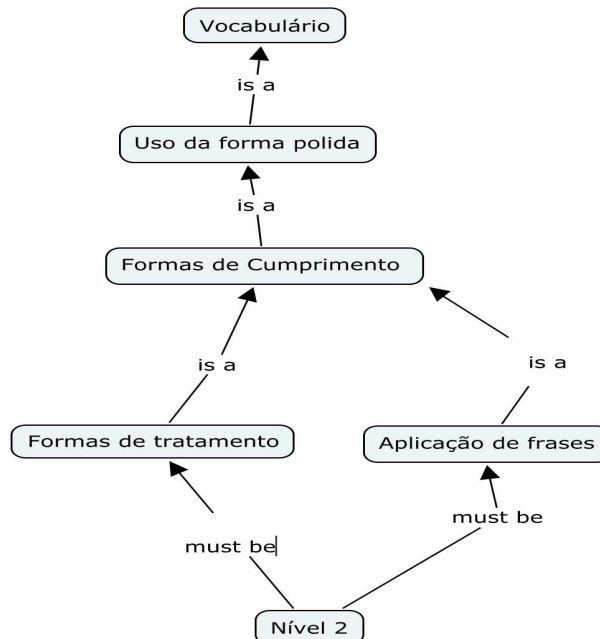 Vocabulário
is a
Uso da forma polida
is a
Formas de Cumprimento
is a
is a
Formas de tratamento
Aplicação de frases
must be
must be
Nível 2